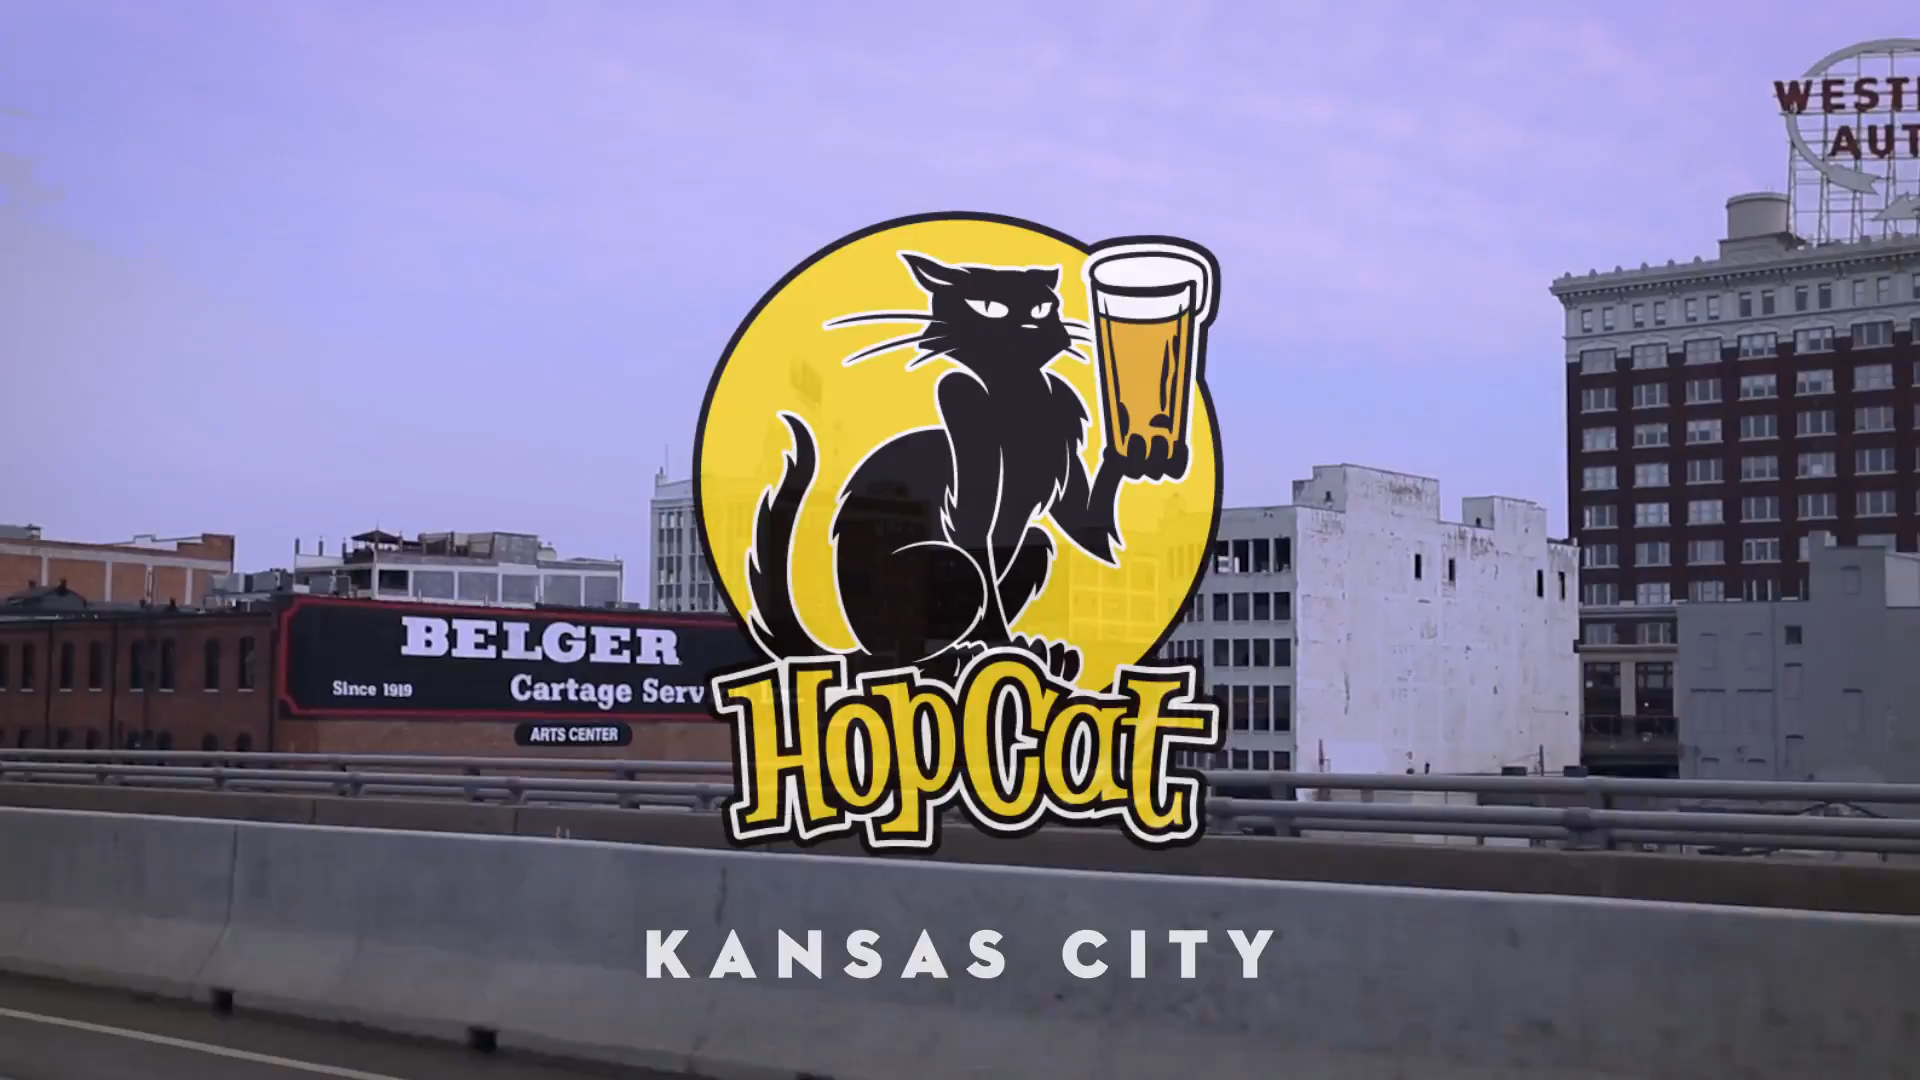 WEST
AUT
BELGER
Since 1919
Cartage Serv
ARTS CENTER
HopCat
KANSAS CITY